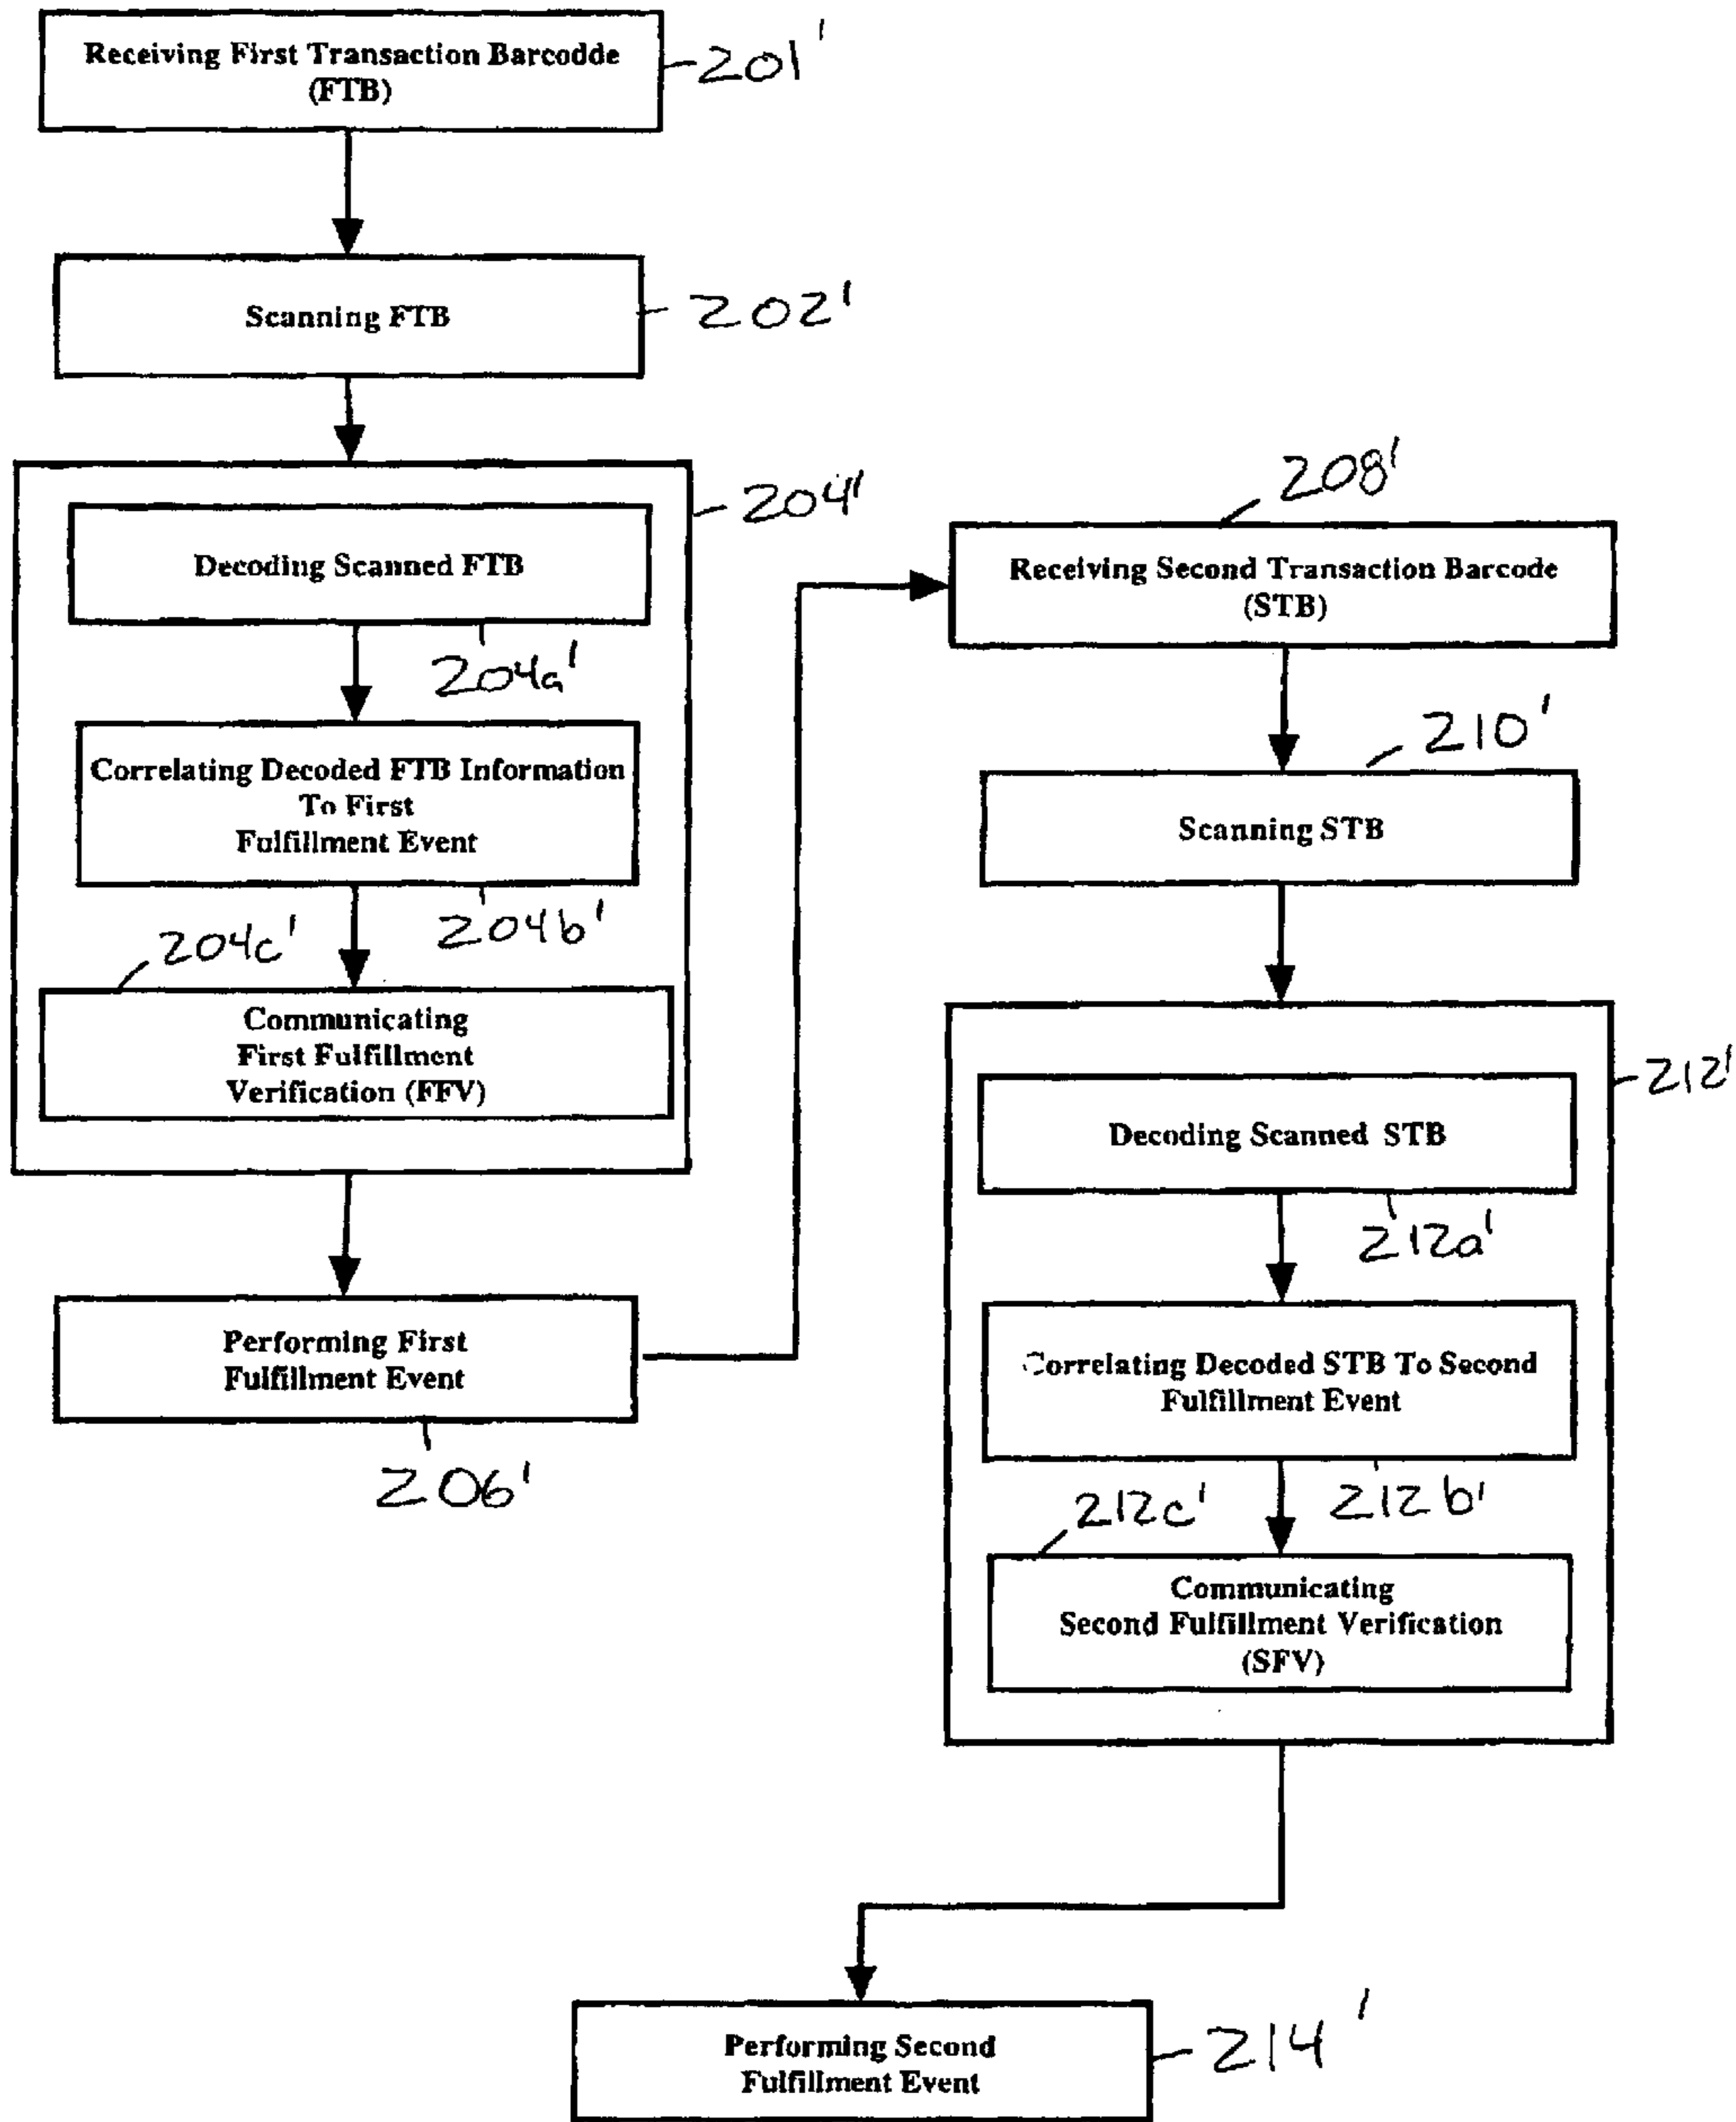 Receiving First Transaction Barcodde
(FTB)
201'
Scanning FTB
202'
204'
Decoding Scanned FTB
204a'
Correlating Decoded FTB Information
To First
Fulfillment Event
204b'
204c'
Communicating
First Fulfillment
Verification (FFV)
Performing First
Fulfillment Event
206'
208'
Receiving Second Transaction Barcode
(STB)
210'
Scanning STB
212'
Decoding Scanned STB
212a'
Correlating Decoded STB To Second
Fulfillment Event
212b'
212c'
Communicating
Second Fulfillment Verification
(SFV)
Performing Second
Fulfillment Event
214'